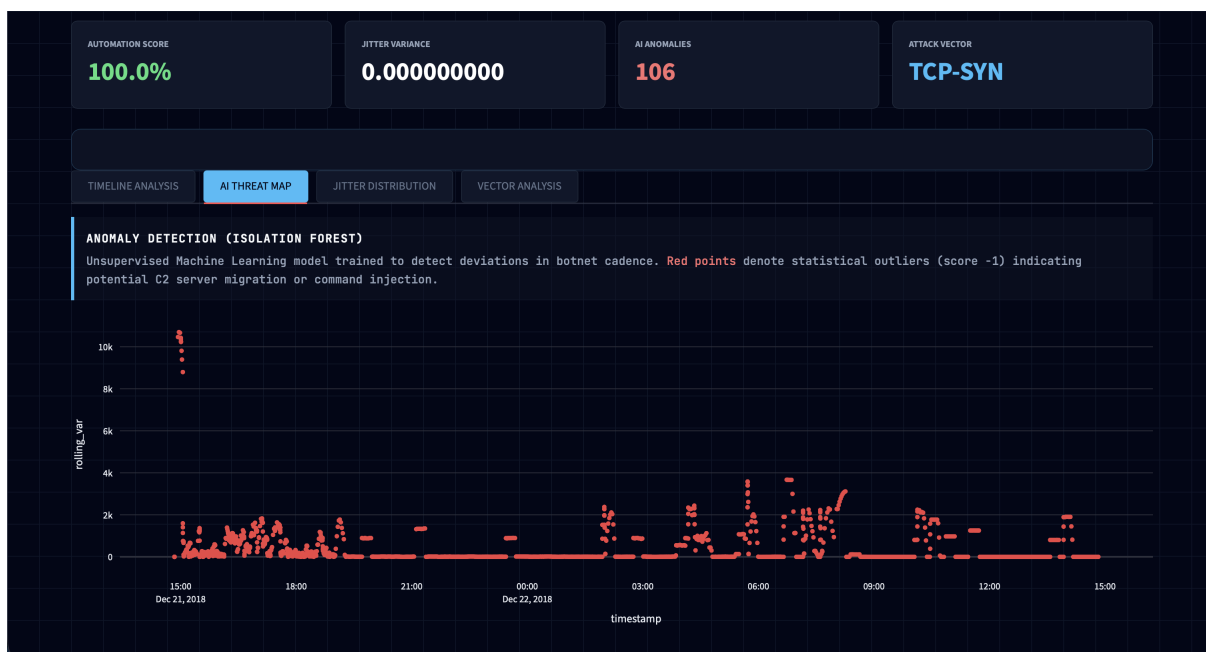 AUTOMATION SCORE
100.0%
JITTER VARIANCE
0.000000000
AI ANOMALIES
106
ATTACK VECTOR
TCP-SYN
TIMELINE ANALYSIS
AI THREAT MAP
JITTER DISTRIBUTION
VECTOR ANALYSIS
ANOMALY DETECTION (ISOLATION FOREST)
Unsupervised Machine Learning model trained to detect deviations in botnet cadence. Red points denote statistical outliers (score -1) indicating
potential C2 server migration or command injection.
10k
8k
6k
4k
2k
0
rolling_var
15:00
18:00
21:00
00:00
03:00
06:00
09:00
12:00
15:00
Dec 21, 2018
Dec 22, 2018
timestamp